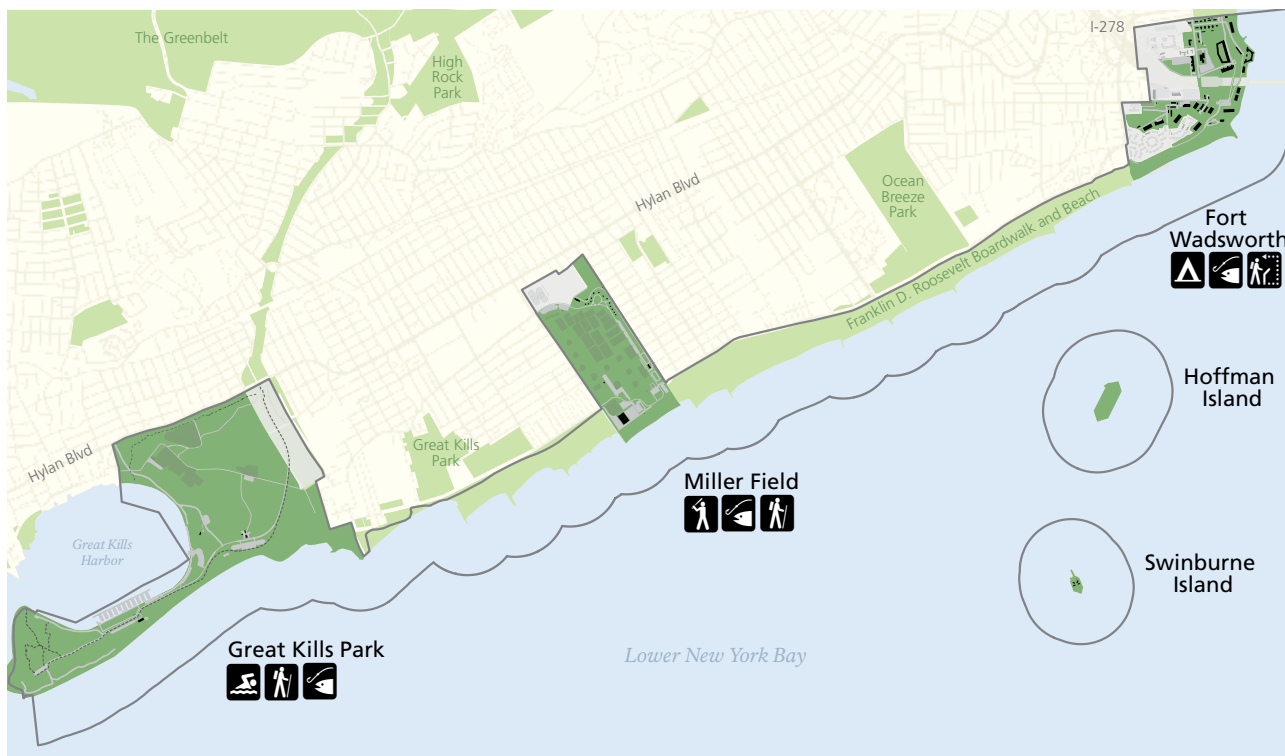 The Greenbelt
High
Rock
Park
I-278
Hylan Blvd
Ocean
Breeze
Park
Franklin D. Roosevelt Boardwalk and Beach
Fort
Wadsworth
Hoffman
Island
Hylan Blvd
Great Kills
Park
Miller Field
Great Kills
Harbor
Swinburne
Island
Great Kills Park
Lower New York Bay